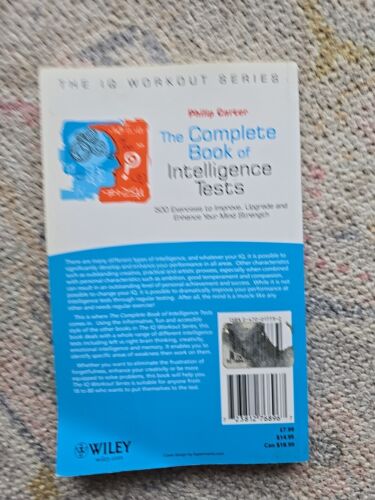 THE IQ WORKOUT SERIES
Philip Carter
The Complete
Book of
Intelligence
Tests
500 Exercises to Improve, Upgrade and
Enhance Your Mind Strength
There are many different types of intelligence, and whatever your IQ, it is possible to
significantly develop and enhance your performance in all areas. Other characteristics
such as outstanding creative, practical and artistic prowess, especially when combined
with personal characteristics such as ambition, good temperament and compassion,
can result in an outstanding level of personal achievement and success. While it is not
possible to change your IQ, it is possible to dramatically improve your performance at
intelligence tests through regular testing. After all, the mind is a muscle like any
other and needs regular exercise!
This is where The Complete Book of Intelligence Tests
comes in. Using the informative, fun and accessible
style of the other books in The IQ Workout Series, this
book deals with a whole range of different intelligence
tests including left vs right brain thinking, creativity,
emotional intelligence and memory. It enables you to
identify specific areas of weakness then work on them.
Whether you want to eliminate the frustration of
forgetfulness, enhance your creativity or be more
equipped to solve problems, this book will help you.
The IQ Workout Series is suitable for anyone from
16 to 80 who wants to put themselves to the test.
£7.99
$14.95
Can $18.99
WILEY